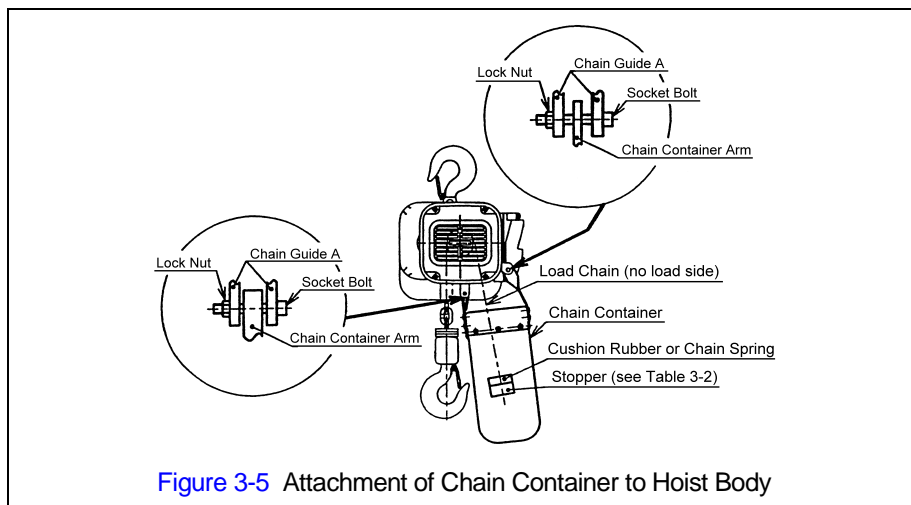 Chain Guide A
Lock Nut
Socket Bolt
Chain Container Arm
Chain Guide A
Lock Nut
Socket Bolt
Chain Container Arm
Load Chain (no load side)
Chain Container
Cushion Rubber or Chain Spring
Stopper (see Table 3-2)
Figure 3-5 Attachment of Chain Container to Hoist Body